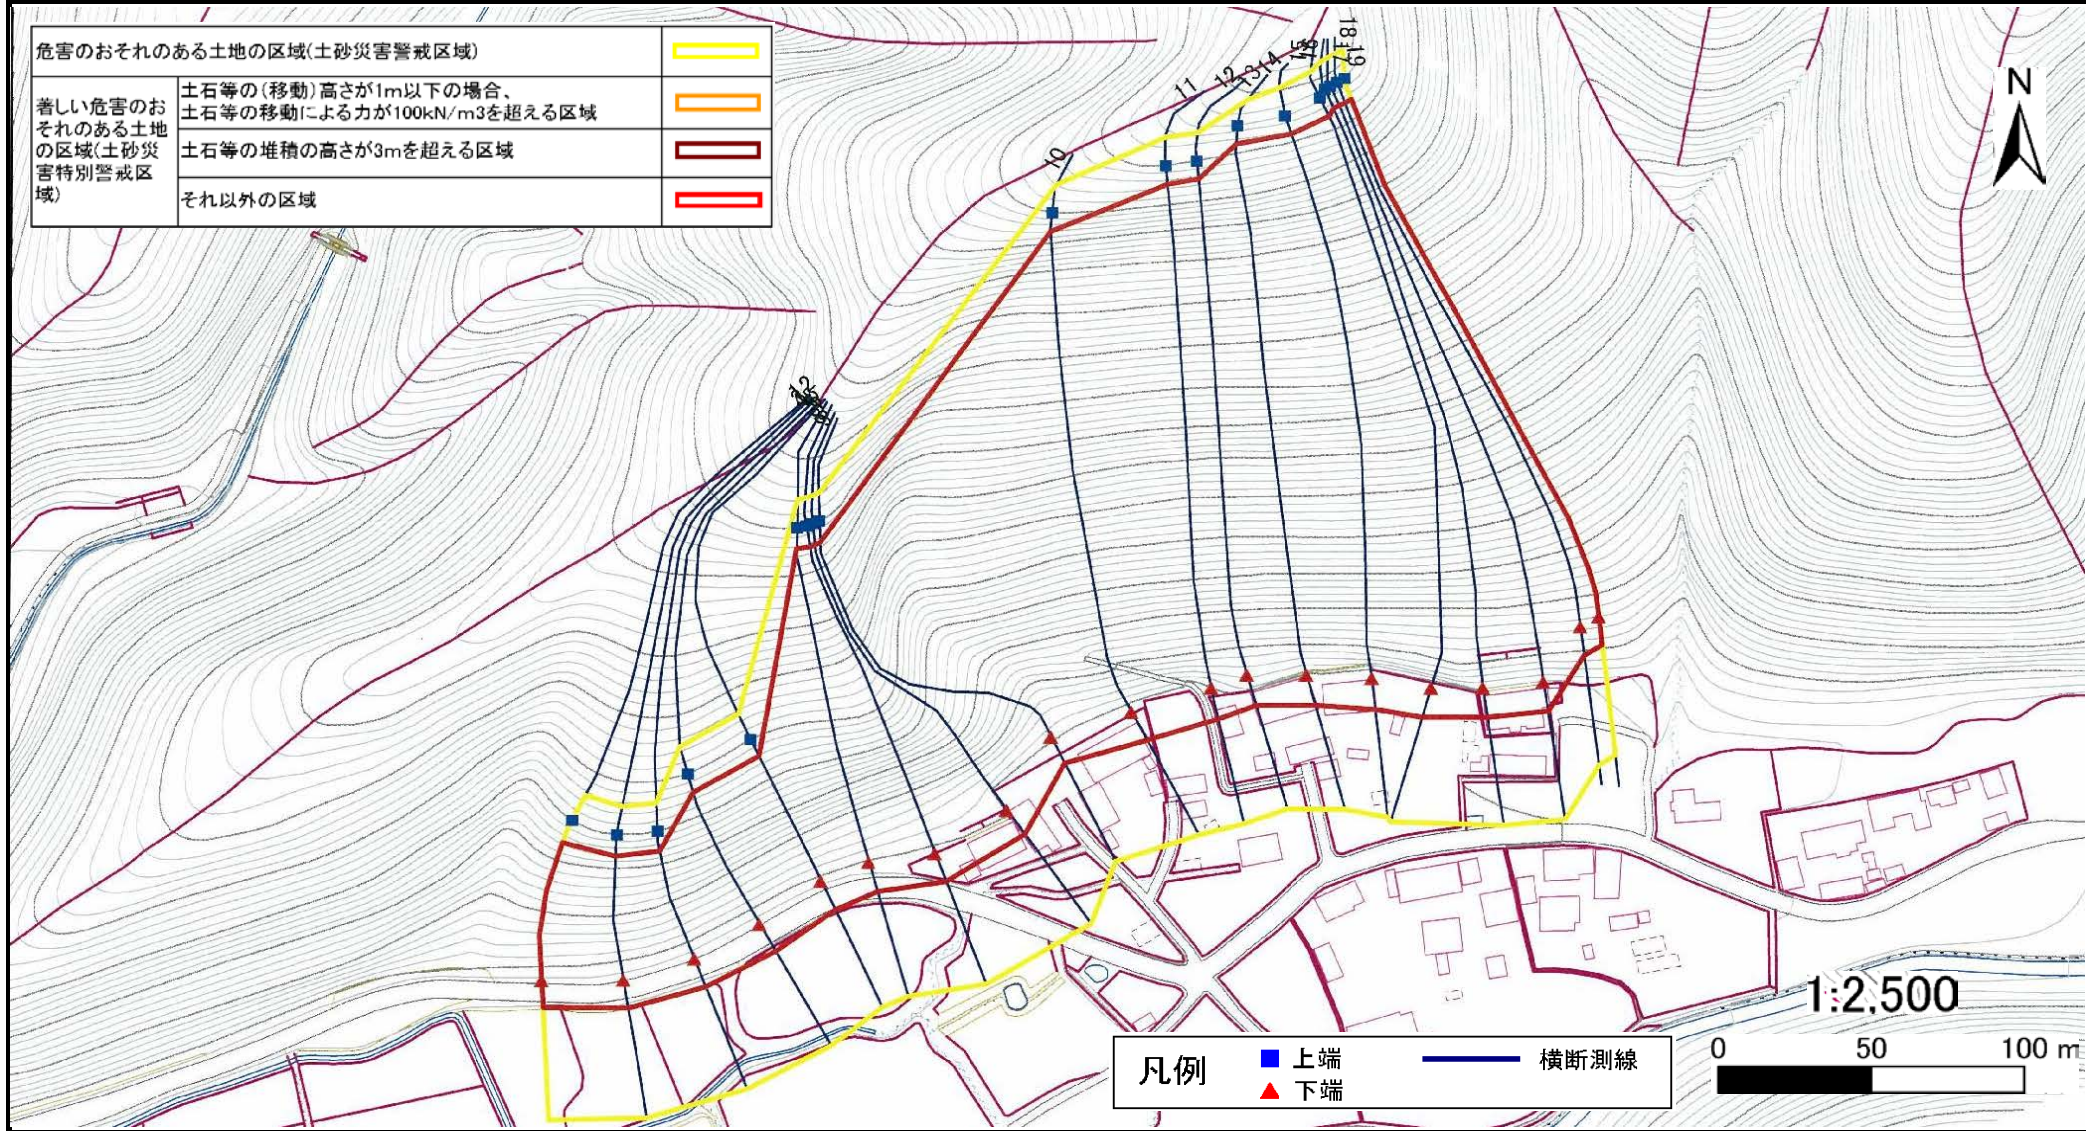 危害のおそれのある土地の区域(土砂災害警戒区域)
著しい危害のお
それのある土地
の区域(土砂災
害特別警戒区
域)
土石等の(移動)高さが1m以下の場合、
土石等の移動による力が100kN/m3を超える区域
土石等の堆積の高さが3mを超える区域
それ以外の区域
10
11
12
13
14
15
16
17
18
19
N
1
2
1:2,500
0 50 100 m
凡例
上端
下端
横断測線